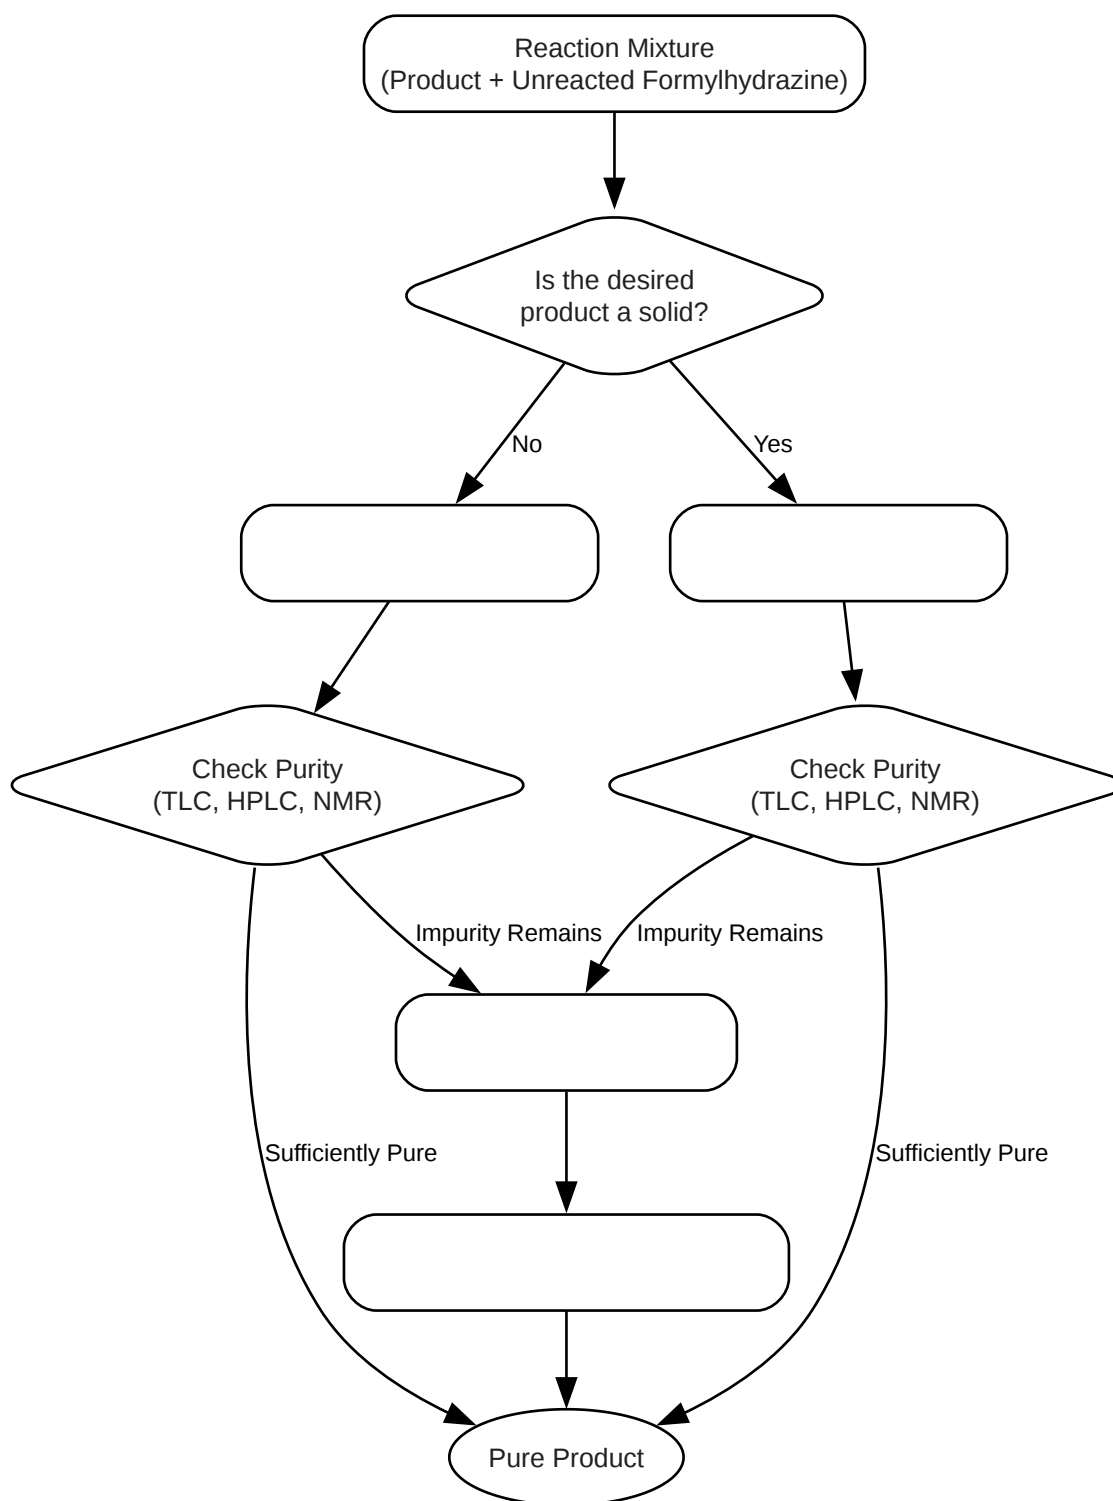 Reaction Mixture
(Product + Unreacted Formylhydrazine)
Is the desired
product a solid?
No
Yes
Check Purity
(TLC, HPLC, NMR)
Check Purity
(TLC, HPLC, NMR)
Impurity Remains
Impurity Remains
Sufficiently Pure
Sufficiently Pure
Pure Product